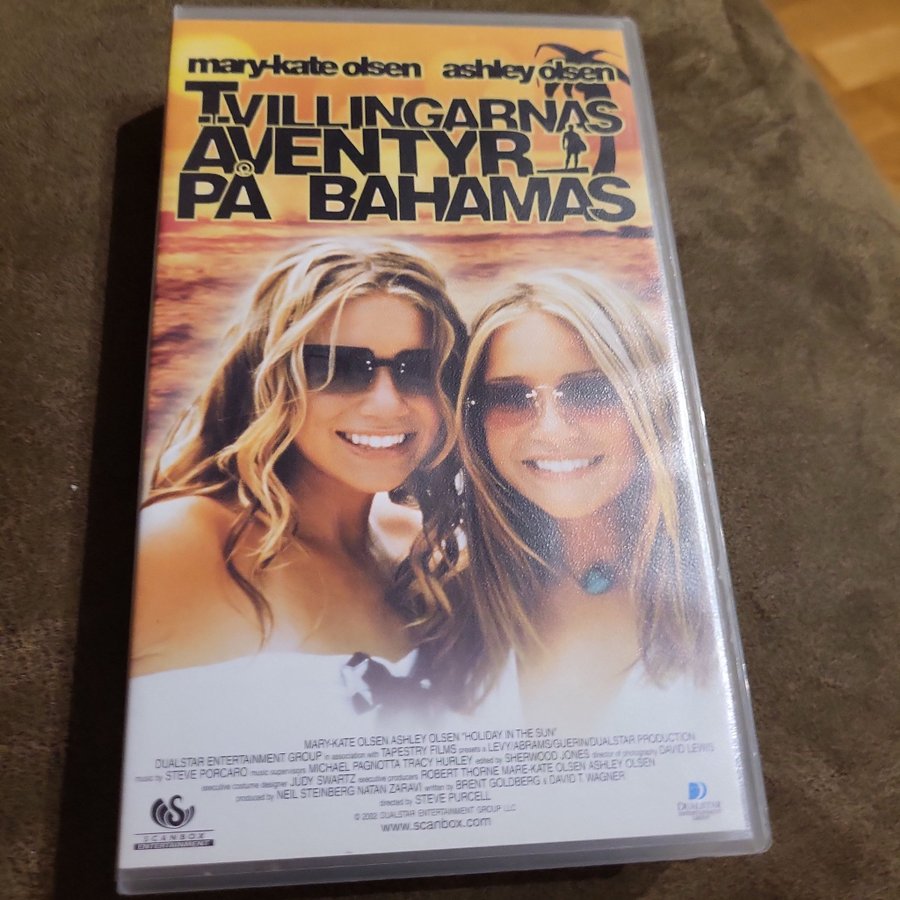 mary-kate olsen ashley olsen
TVILLINGARNAS
ÄVENTYR
PÅ BAHAMAS
MARY-KATE OLSEN ASHLEY OLSEN "HOLIDAY IN THE SUN"
DUALSTAR ENTERTAINMENT GROUP in association with TAPESTRY FILMS presents a LEVY/ABRAMS/GUERIN/DUALSTAR PRODUCTION
music by STEVE PORCARO music supervisors MICHAEL PAGNOTTA TRACY HURLEY edited by SHERWOOD JONES director of photography DAVID LEWIS
executive costume designer JUDY SWARTZ executive producers ROBERT THORNE MARE-KATE OLSEN ASHLEY OLSEN
produced by NEIL STEINBERG NATAN ZARAVI written by BRENT GOLDBERG & DAVID T. WAGNER
directed by STEVE PURCELL
© 2002 DUALSTAR ENTERTAINMENT GROUP LLC
www.scanbox.com
SCANBOX
ENTERTAINMENT
DUALSTAR
ENTERTAINMENT
GROUP